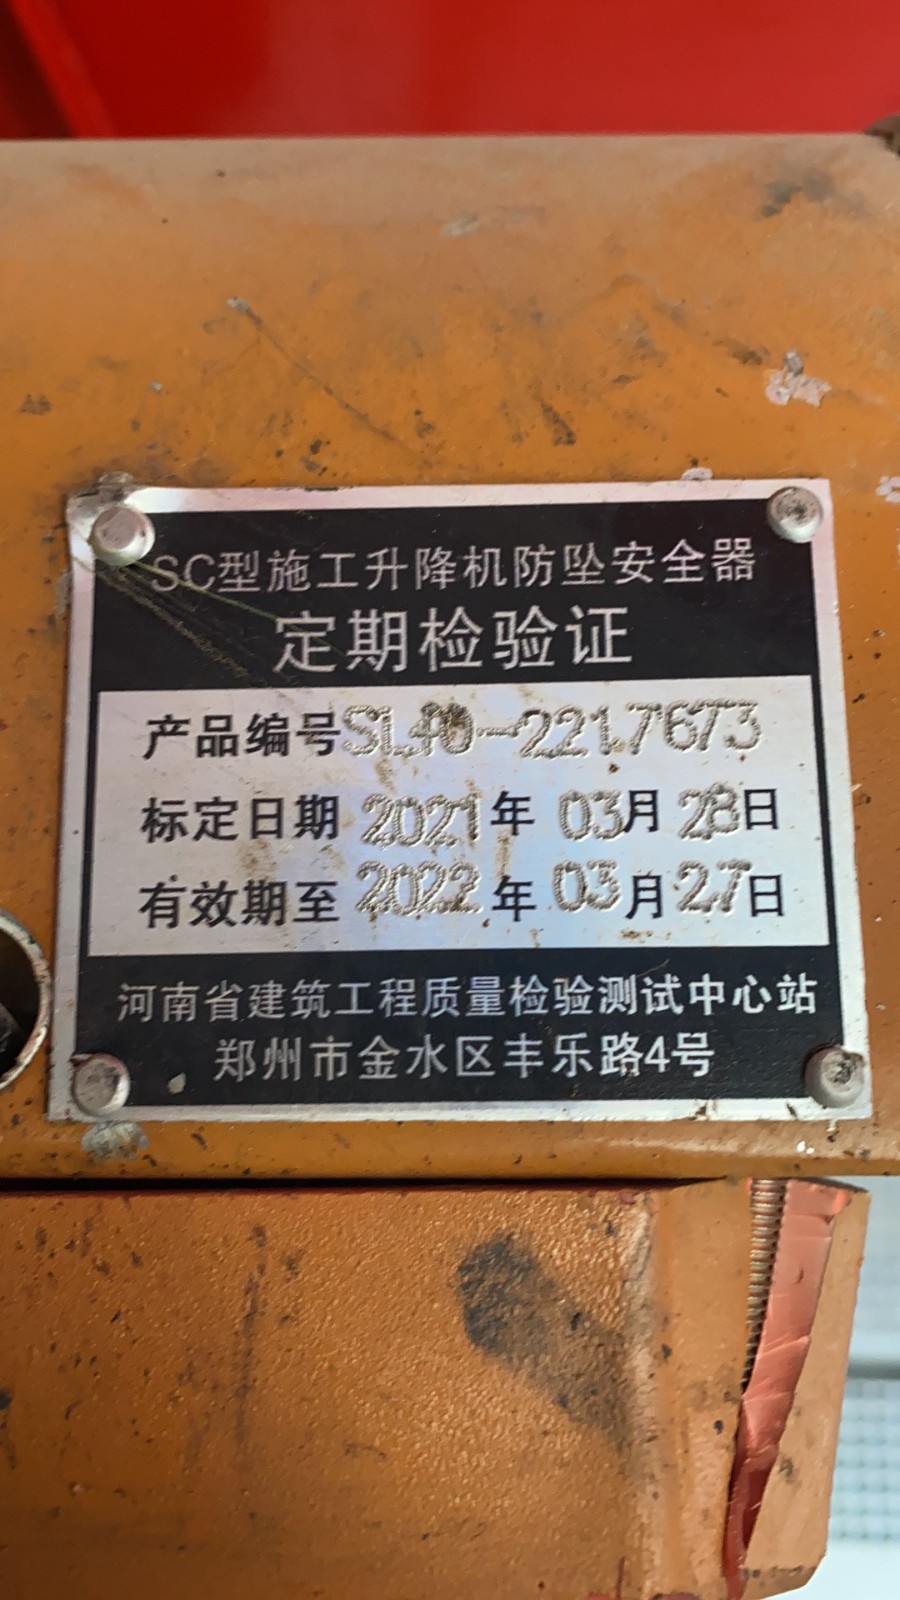 SC型施工升降机防坠安全器
定期检验证
产品编号SL40-2217673
标定日期 2021年 03月 28日
有效期至 2022年 03月 27日
河南省建筑工程质量检验测试中心站
郑州市金水区丰乐路4号